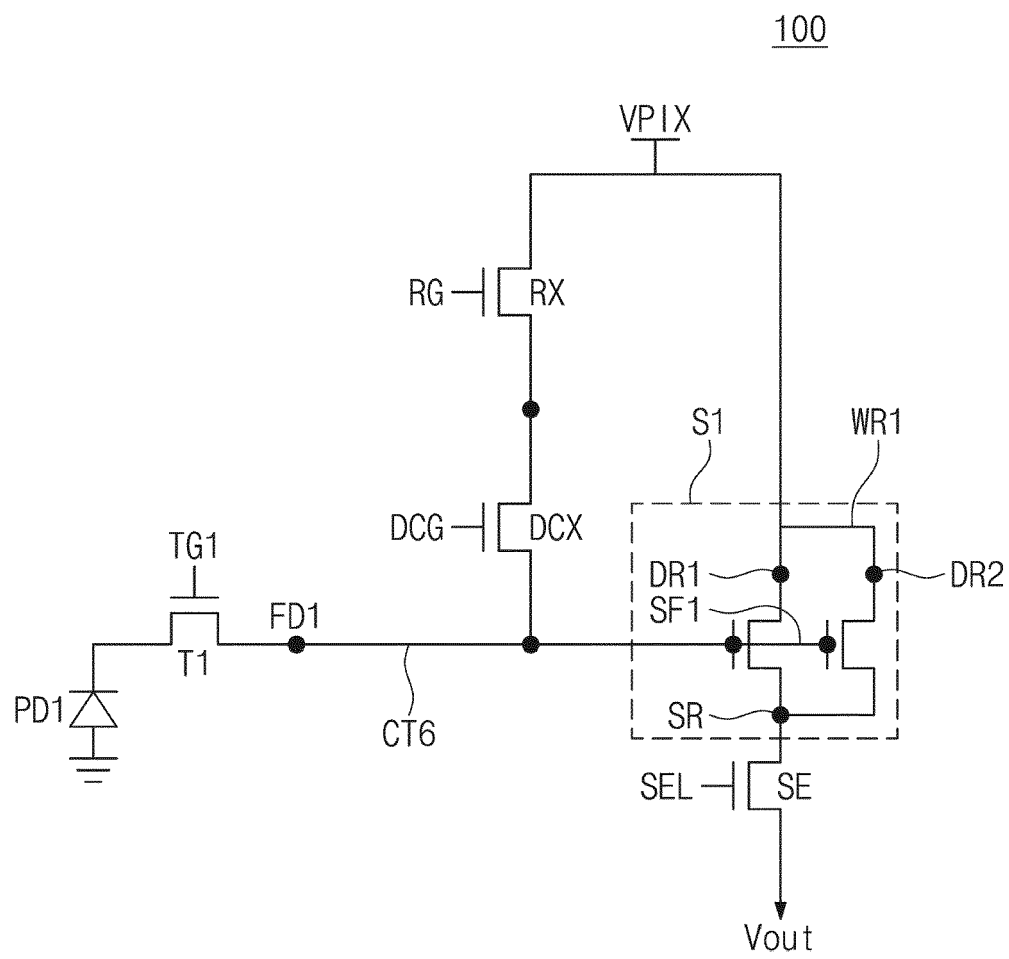 100
VPIX
RG
RX
S1
WR1
DCG
DCX
TG1
DR1
DR2
FD1
SF1
T1
PD1
SR
CT6
SEL
SE
Vout